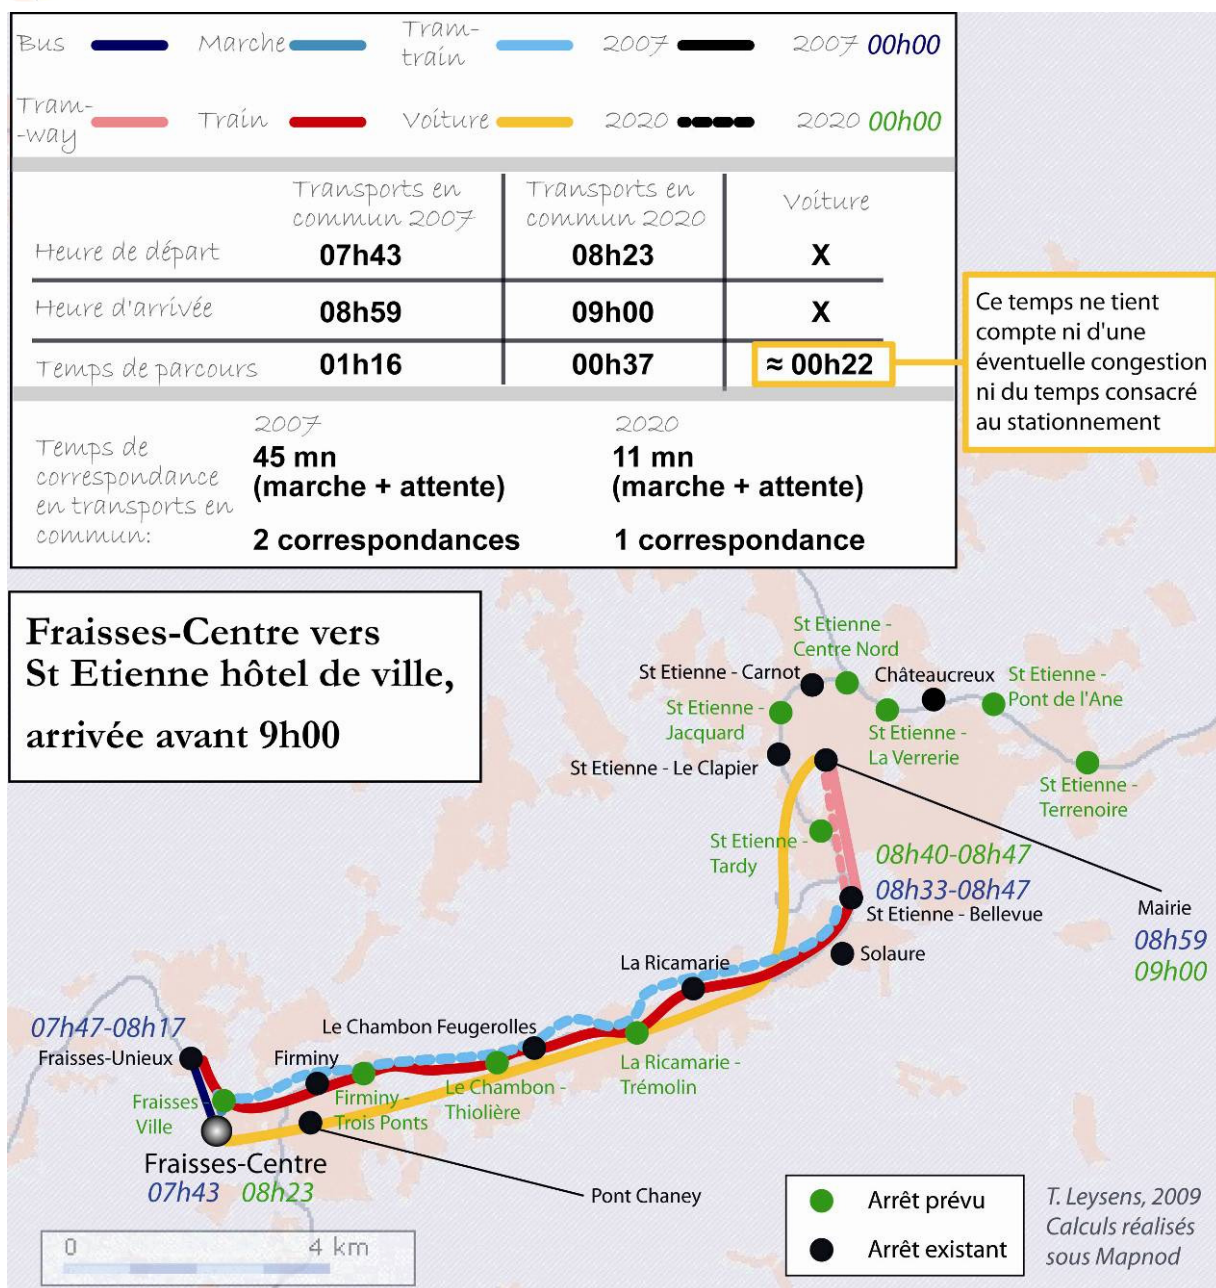 Bus
Marche
Tram-
train
2007
2007 00h00
Tram-
-way
Train
Voiture
2020
2020 00h00
Transports en
commun 2007
Transports en
commun 2020
Voiture
Heure de départ
07h43
08h23
X
Heure d'arrivée
08h59
09h00
X
Temps de parcours
01h16
00h37
≈ 00h22
Ce temps ne tient
compte ni d'une
éventuelle congestion
ni du temps consacré
au stationnement
Temps de
correspondance
en transports en
commun:
2007
45 mn
(marche + attente)
2 correspondances
2020
11 mn
(marche + attente)
1 correspondance
Fraisses-Centre vers
St Etienne hôtel de ville,
arrivée avant 9h00
St Etienne -
Centre Nord
St Etienne - Carnot
Châteaucreux
St Etienne -
Pont de l'Ane
St Etienne -
Jacquard
St Etienne -
La Verrerie
St Etienne - Le Clapier
St Etienne -
Terrenoire
St Etienne -
Tardy
08h40-08h47
08h33-08h47
St Etienne - Bellevue
Mairie
08h59
09h00
Solaure
La Ricamarie
07h47-08h17
Fraisses-Unieux
Le Chambon Feugerolles
Firminy
La Ricamarie -
Trémolin
Fraisses -
Ville
Firminy -
Trois Ponts
Le Chambon -
Thiolière
Fraisses-Centre
07h43 08h23
Pont Chaney
0
4 km
Arrêt prévu
Arrêt existant
T. Leysens, 2009
Calculs réalisés
sous Mapnod